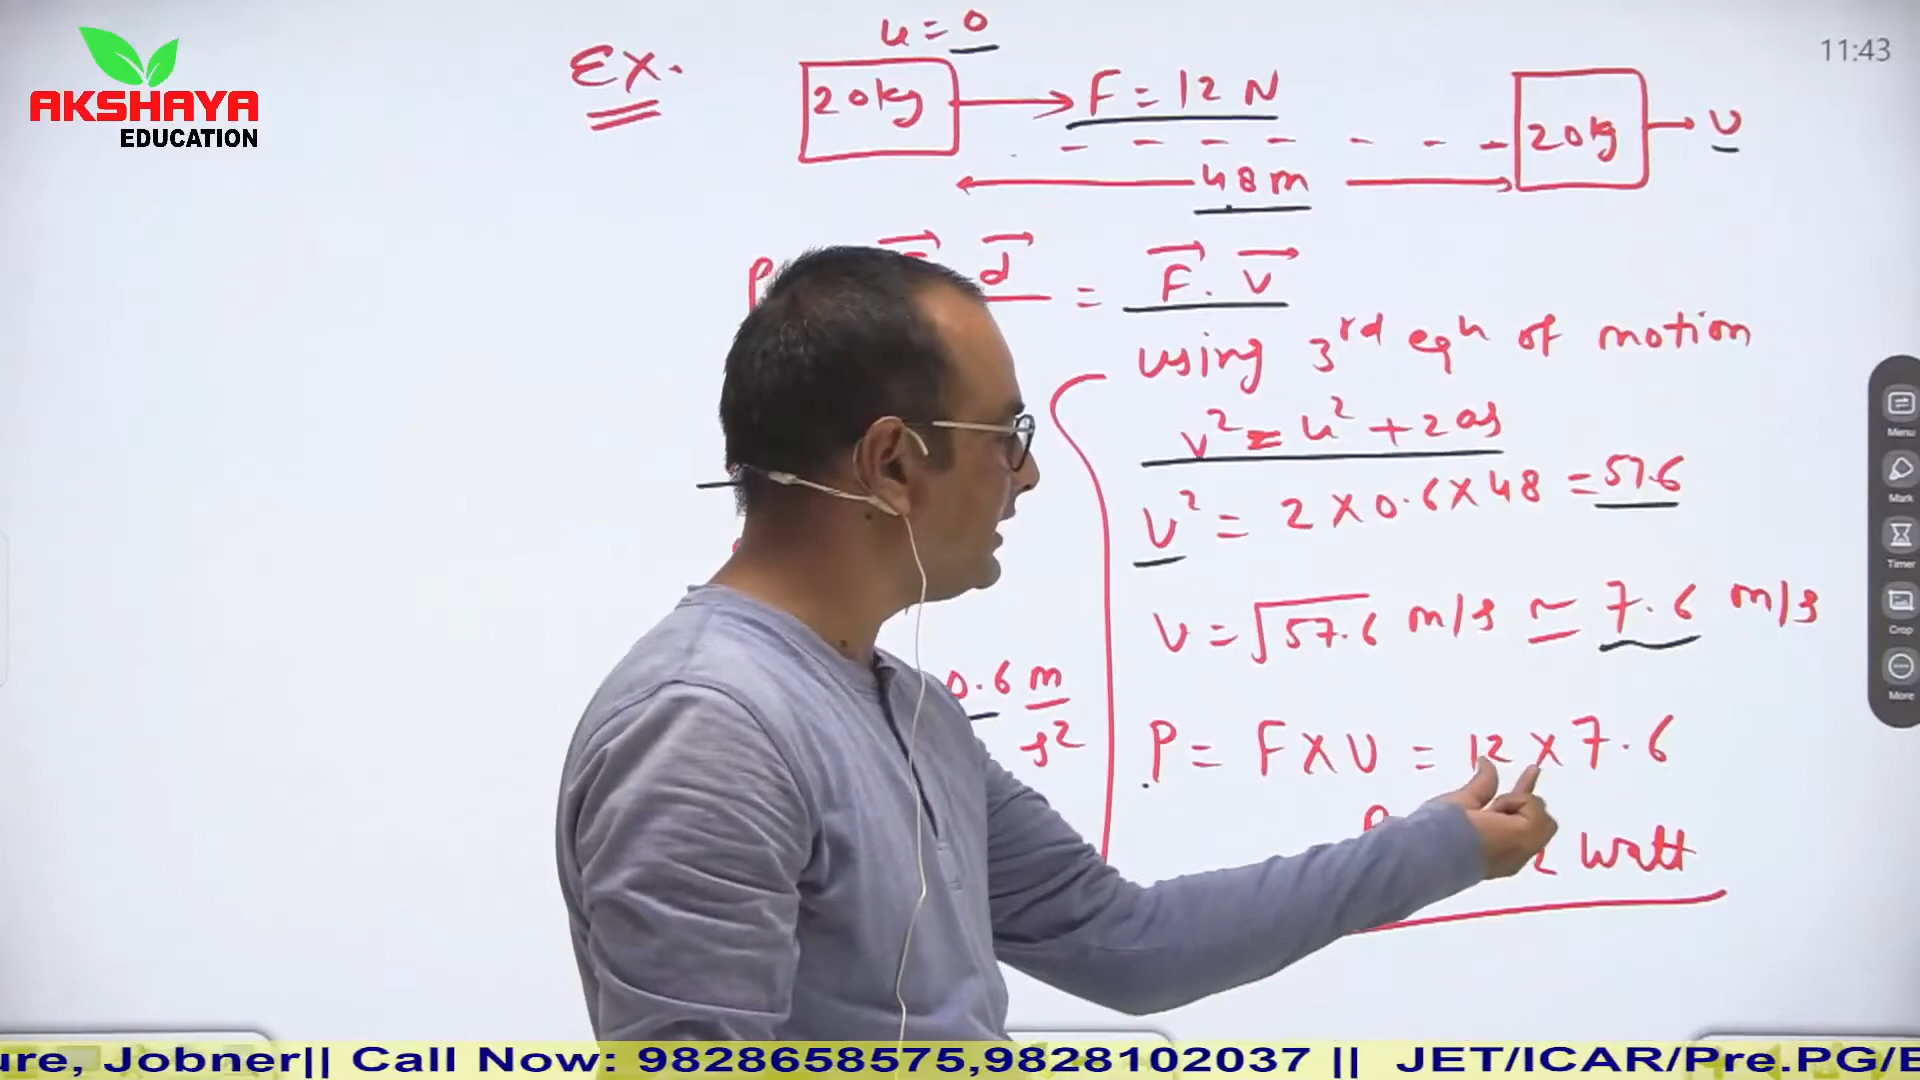 AKSHAYA
EDUCATION
11:43
Ex.
u = 0
20kg
F = 12 N
48m
20kg
v
P
d = F . v
using 3rd eqn of motion
v² = u² + 2as
v² = 2 x 0.6 x 48 = 57.6
v = √57.6 m/s ≃ 7.6 m/s
0.6 m
s²
P = F x v = 12 x 7.6
2 Watt
Menu
Mark
Timer
Crop
More
ure, Jobner|| Call Now: 9828658575,9828102037 || JET/ICAR/Pre.PG/E